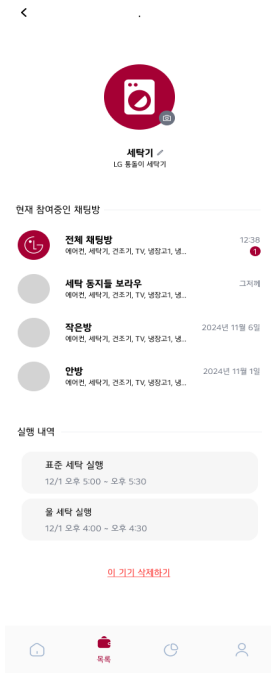 세탁기
LG 통돌이 세탁기
현재 참여중인 채팅방
전체 채팅방
12:38
에어컨, 세탁기, 건조기, TV, 냉장고1, 냉...
1
세탁 동지들 보라우
그저께
에어컨, 세탁기, 건조기, TV, 냉장고1, 냉...
작은방
2024년 11월 6일
에어컨, 세탁기, 건조기, TV, 냉장고1, 냉...
안방
2024년 11월 1일
에어컨, 세탁기, 건조기, TV, 냉장고1, 냉...
실행 내역
표준 세탁 실행
12/1 오후 5:00 ~ 오후 5:30
울 세탁 실행
12/1 오후 4:00 ~ 오후 4:30
이 기기 삭제하기
목록